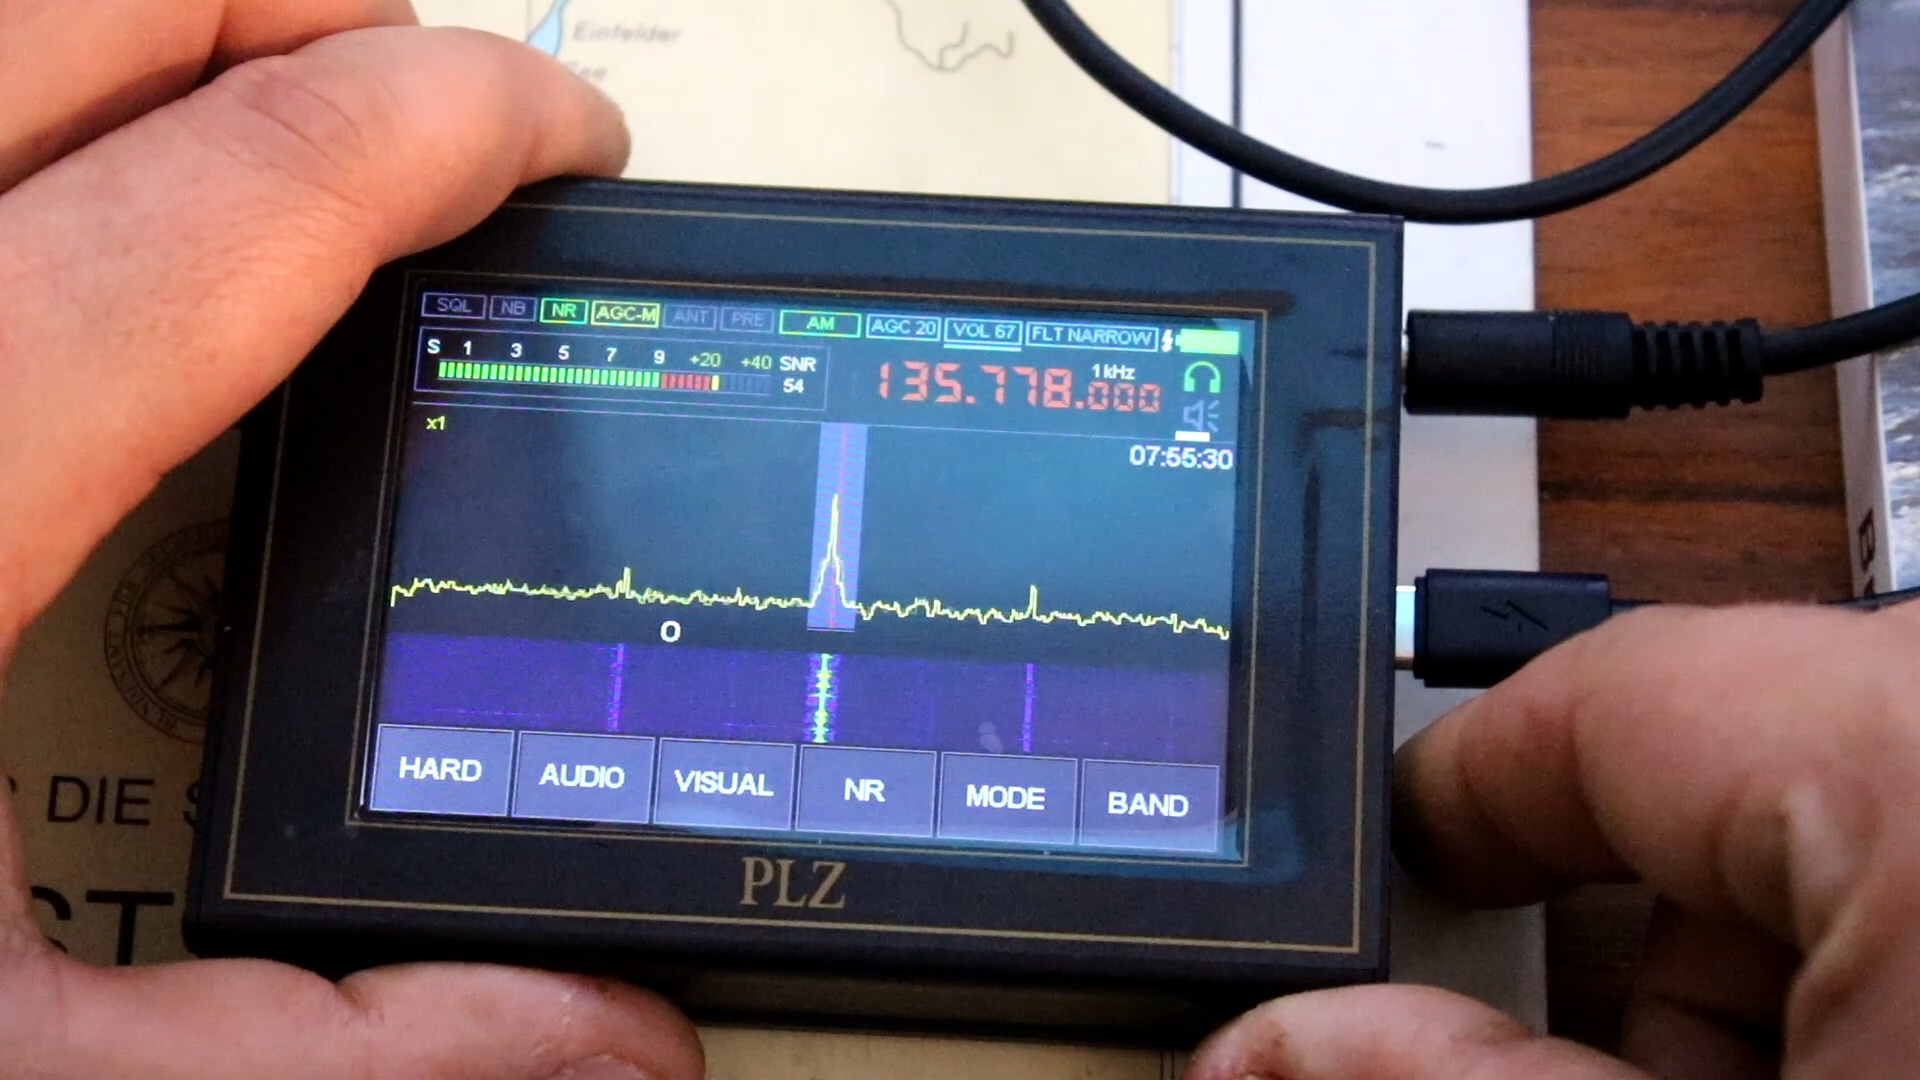 Einfelder
See
SQL NB NR AGC-M ANT PRE AM AGC 20 VOL 67 FLT NARROW
S 1 3 5 7 9 +20 +40 SNR
54
1kHz
135.778.000
x1
07:55:30
O
HARD AUDIO VISUAL NR MODE BAND
PLZ
DIE